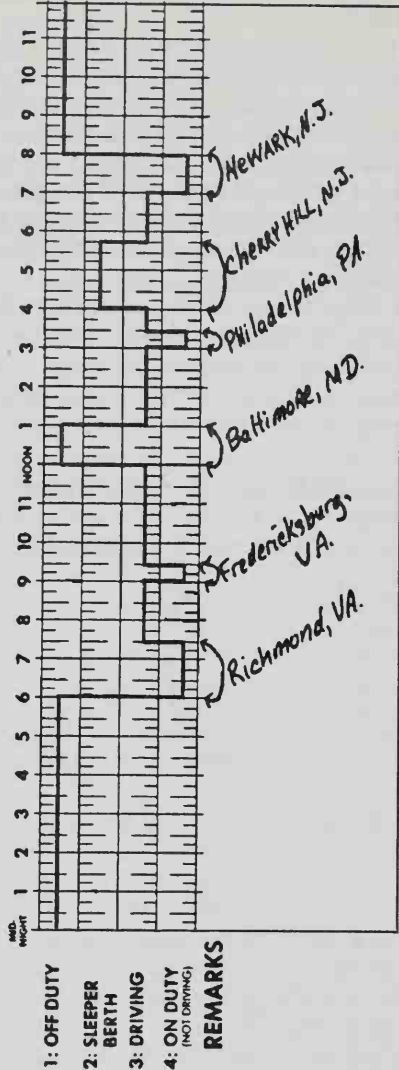 MID-
NIGHT 1 2 3 4 5 6 7 8 9 10 11 NOON 1 2 3 4 5 6 7 8 9 10 11
1: OFF DUTY
2: SLEEPER
BERTH
3: DRIVING
4: ON DUTY
(NOT DRIVING)
REMARKS
Richmond, VA.
Fredericksburg,
VA.
Baltimore, MD.
Philadelphia, PA.
Cherry Hill, N.J.
Newark, N.J.